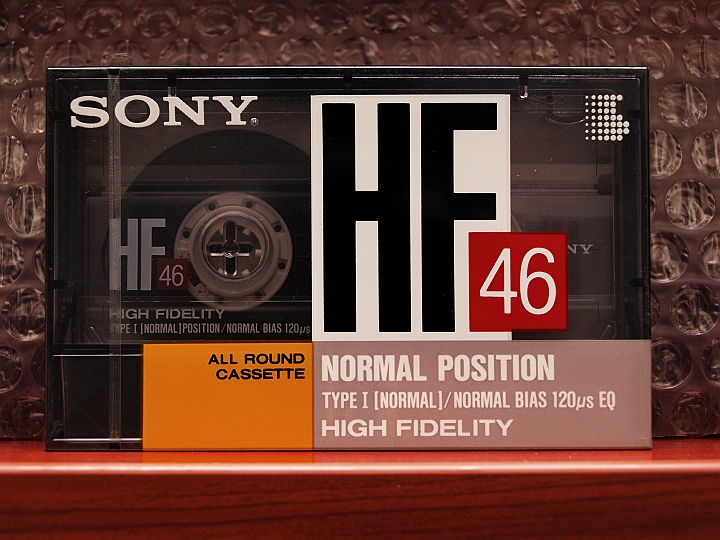 SONY®
HF
46
HF
46
NY
HIGH FIDELITY
TYPE I [NORMAL]POSITION/NORMAL BIAS 120µs
ALL ROUND
CASSETTE
NORMAL POSITION
TYPE I [NORMAL]/NORMAL BIAS 120µs EQ
HIGH FIDELITY